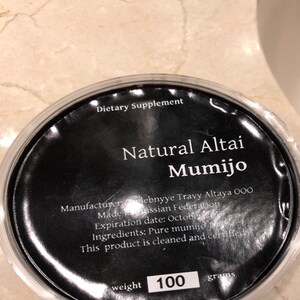 Dietary Supplement
Natural Altai
Mumijo
Manufacturer Travy Altaya OOO
Made Federation
Expiration date:
Ingredients: Pure mumijo
This product is cleaned and certified
weight 100 grams